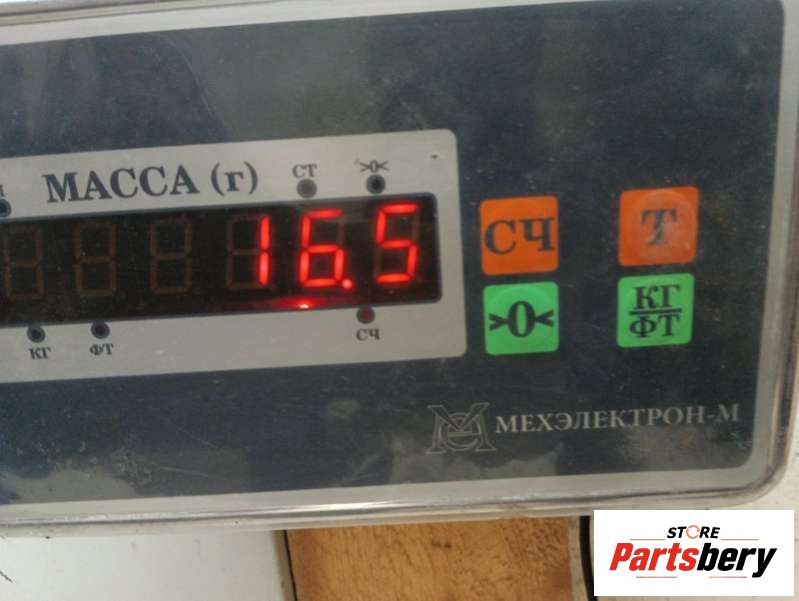 МАССА (г)
СТ
>0<
16.5
СЧ
Т
>0<
КГ
ФТ
КГ
ФТ
СЧ
МЕХЭЛЕКТРОН-М
STORE
Partsbery